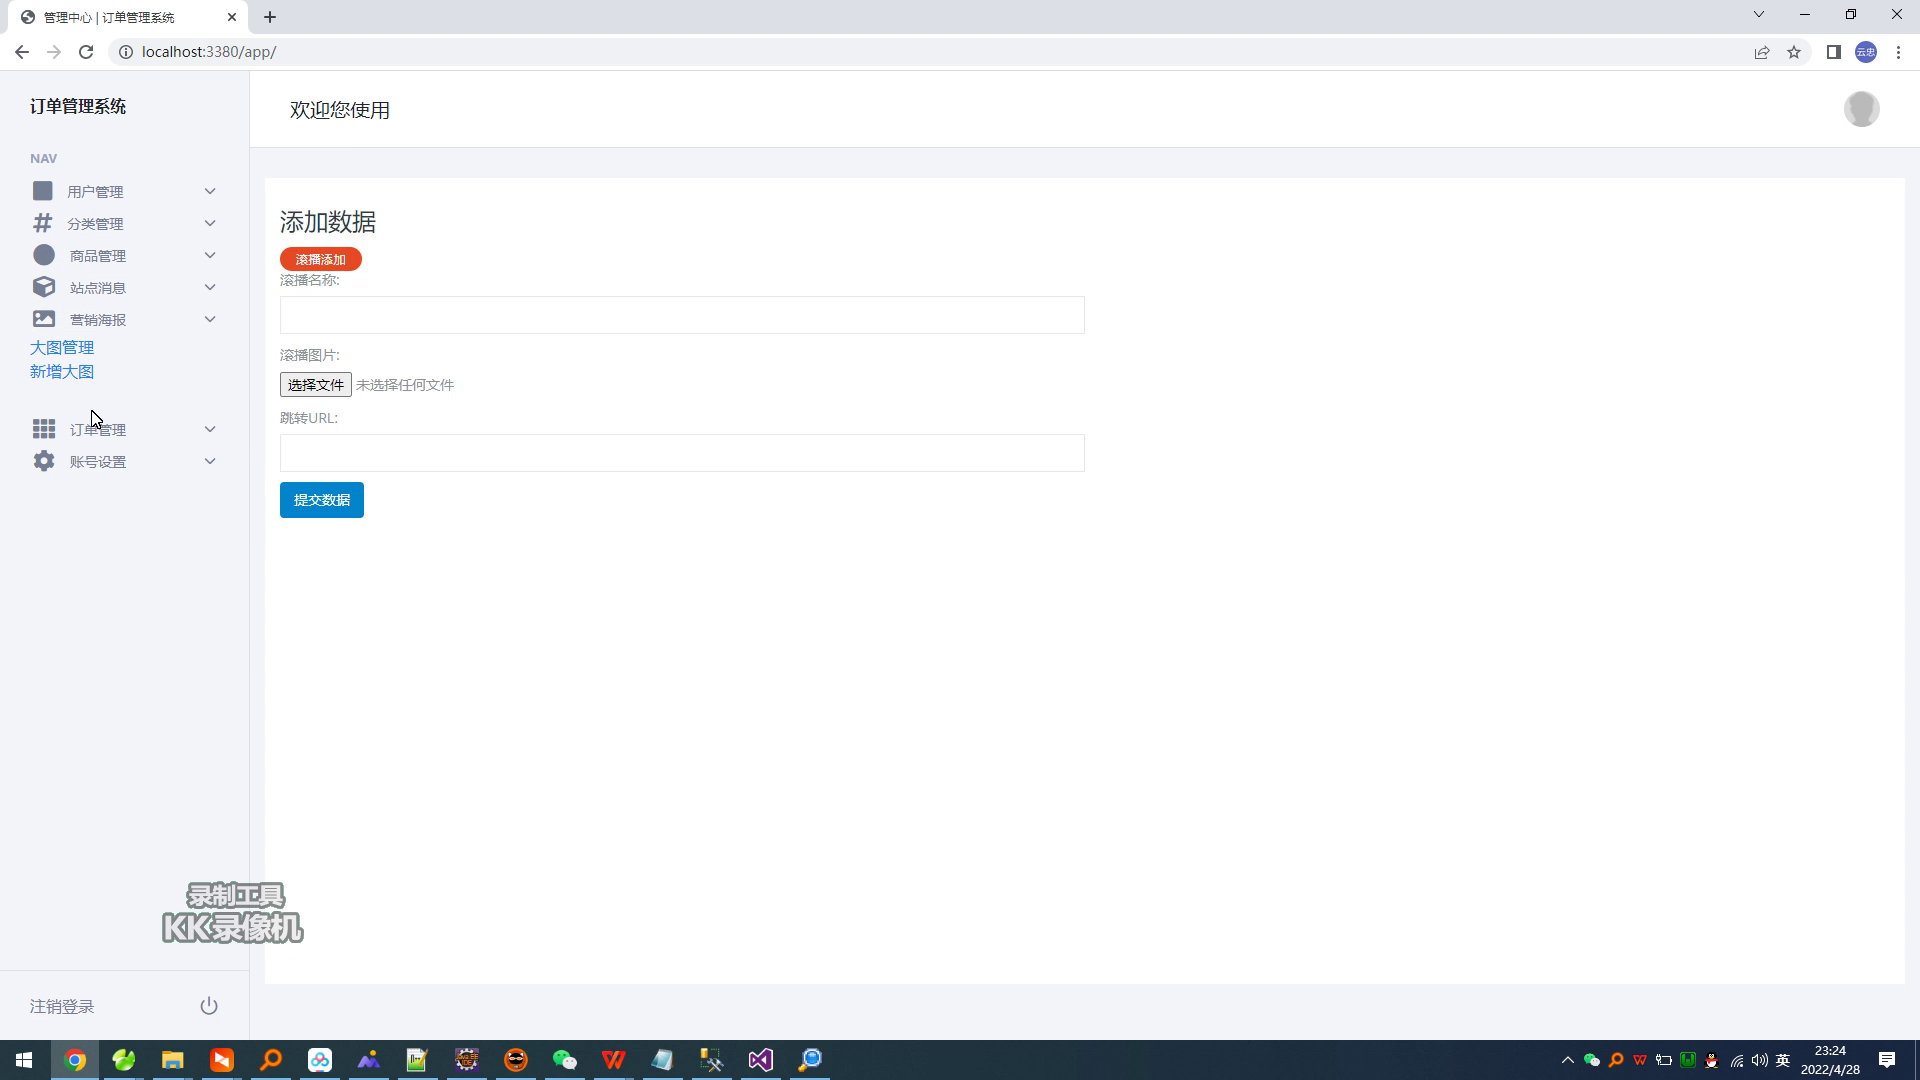 管理中心 | 订单管理系统
localhost:3380/app/
云忠
订单管理系统
欢迎您使用
NAV
用户管理
分类管理
商品管理
站点消息
营销海报
大图管理
新增大图
订单管理
账号设置
添加数据
滚播添加
滚播名称:
滚播图片:
选择文件 未选择任何文件
跳转URL:
提交数据
录制工具
KK录像机
注销登录
英
23:24
2022/4/28